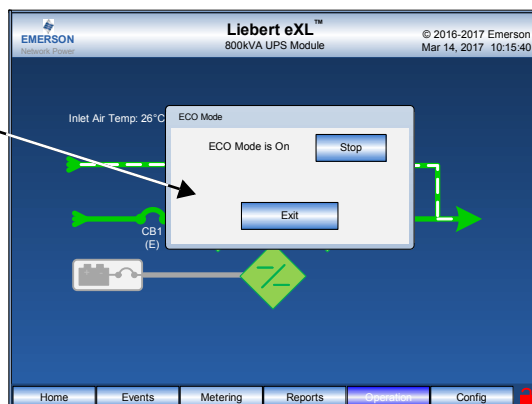 EMERSON
Network Power
Liebert eXL™
800kVA UPS Module
© 2016-2017 Emerson
Mar 14, 2017 10:15:40
Inlet Air Temp: 26°C
ECO Mode
ECO Mode is On
Stop
Exit
CB1
(E)
Home
Events
Metering
Reports
Operation
Config